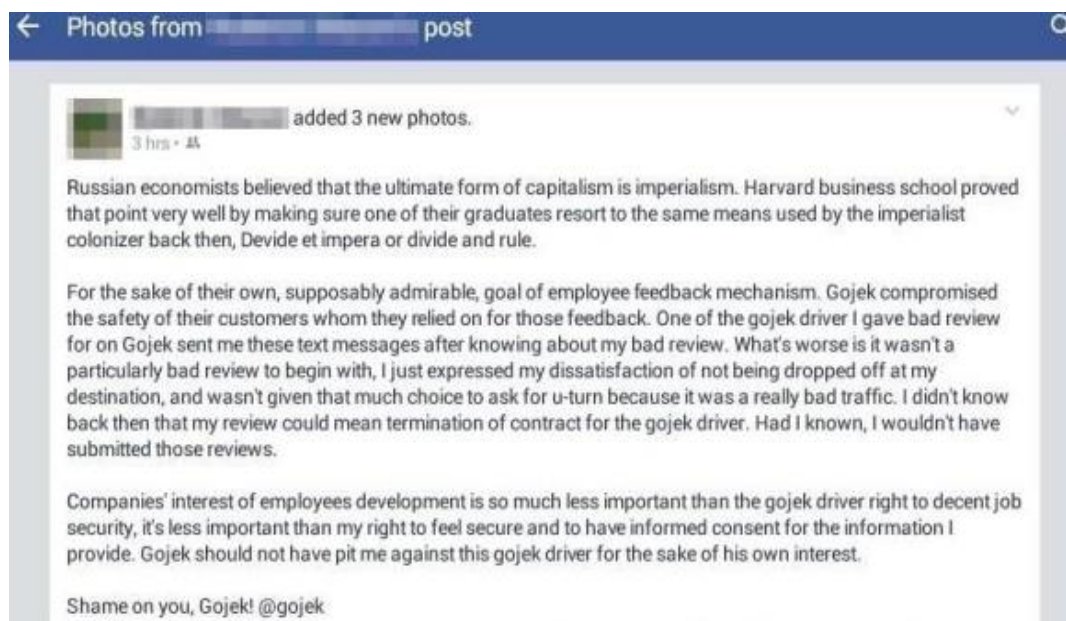 Photos from post
added 3 new photos.
3 hrs
Russian economists believed that the ultimate form of capitalism is imperialism. Harvard business school proved
that point very well by making sure one of their graduates resort to the same means used by the imperialist
colonizer back then, Devide et impera or divide and rule.
For the sake of their own, supposably admirable, goal of employee feedback mechanism. Gojek compromised
the safety of their customers whom they relied on for those feedback. One of the gojek driver I gave bad review
for on Gojek sent me these text messages after knowing about my bad review. What's worse is it wasn't a
particularly bad review to begin with, I just expressed my dissatisfaction of not being dropped off at my
destination, and wasn't given that much choice to ask for u-turn because it was a really bad traffic. I didn't know
back then that my review could mean termination of contract for the gojek driver. Had I known, I wouldn't have
submitted those reviews.
Companies' interest of employees development is so much less important than the gojek driver right to decent job
security, it's less important than my right to feel secure and to have informed consent for the information I
provide. Gojek should not have pit me against this gojek driver for the sake of his own interest.
Shame on you, Gojek! @gojek